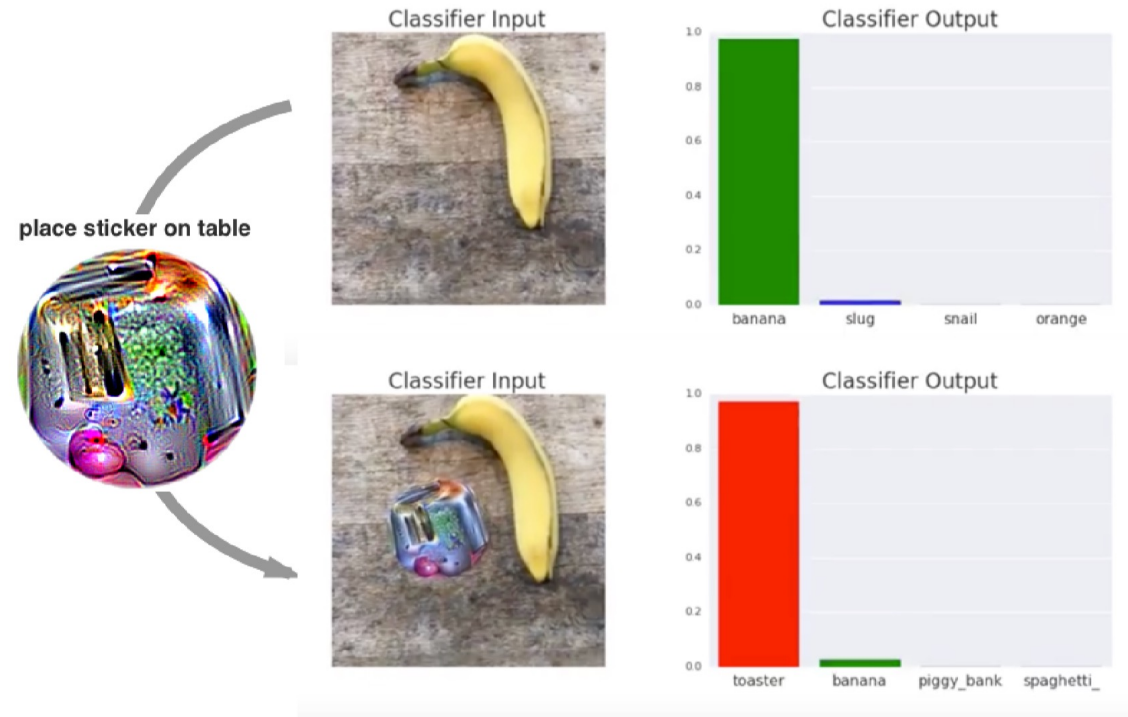 Classifier Input
Classifier Output
1.0
0.8
0.6
0.4
0.2
0.0
banana slug snail orange
place sticker on table
Classifier Input
Classifier Output
1.0
0.8
0.6
0.4
0.2
0.0
toaster banana piggy_bank spaghetti_